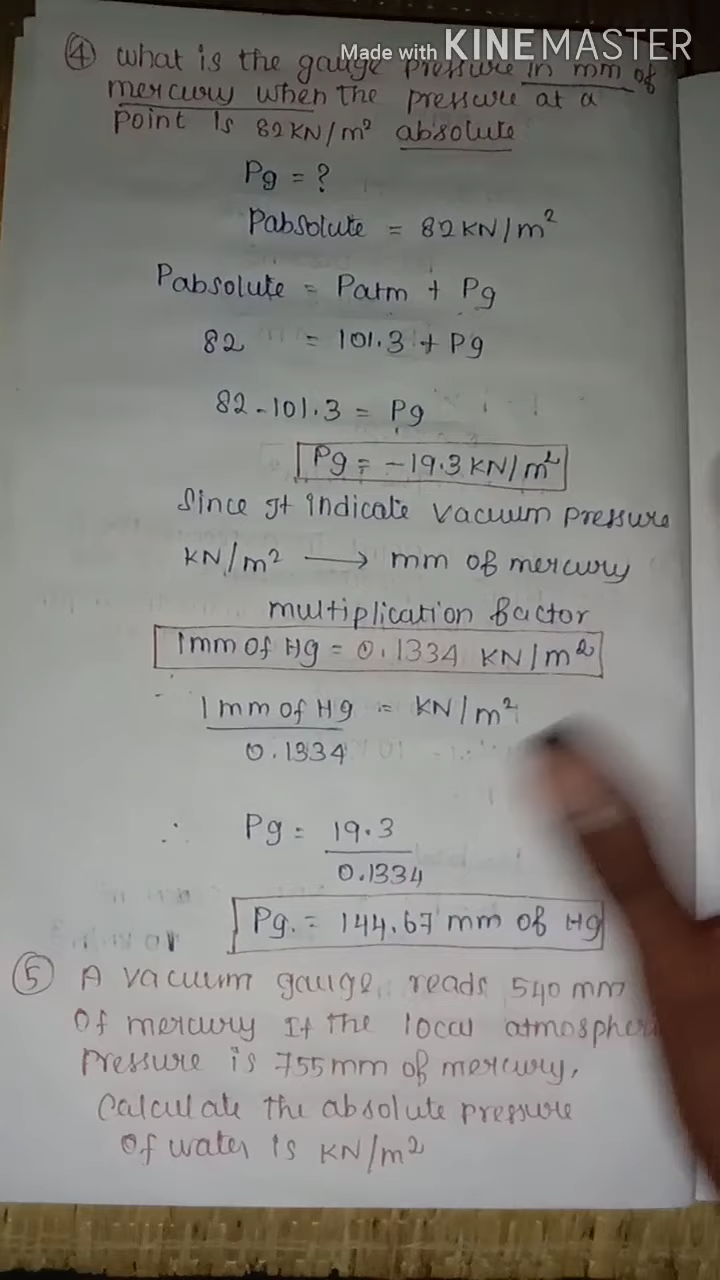 Made with KINEMASTER
④ What is the gauge pressure in mm of
mercury when the pressure at a
point is 82 KN/m² absolute
Pg = ?
Pabsolute = 82 KN/m²
Pabsolute = Patm + Pg
82 = 101.3 + Pg
82 - 101.3 = Pg
Pg = -19.3 KN/m²
Since It indicate vacuum pressure
KN/m² → mm of mercury
multiplication factor
1mm of Hg = 0.1334 KN/m²
1 mm of Hg / 0.1334 = KN/m²
∴ Pg = 19.3 / 0.1334
Pg = 144.67 mm of Hg
⑤ A vacuum gauge reads 540 mm
of mercury If the local atmospheri
pressure is 755mm of mercury,
Calculate the absolute pressure
of water is KN/m²